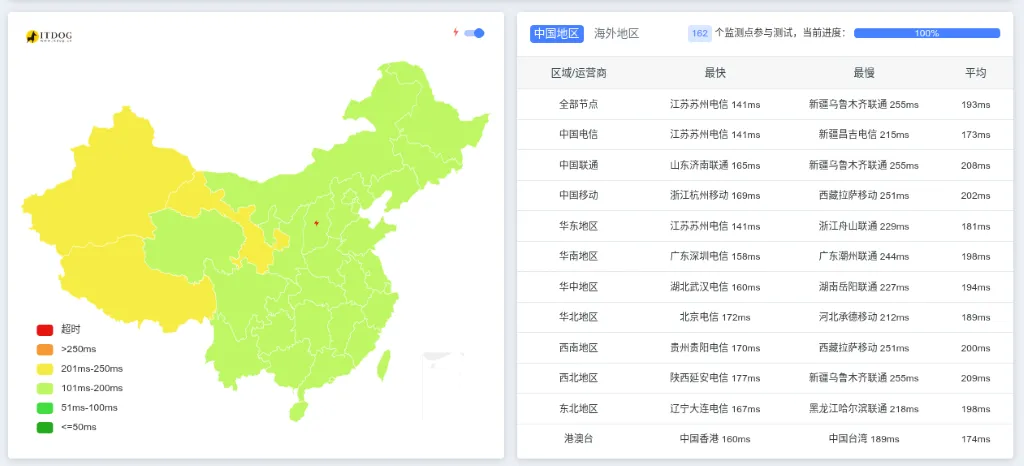 ITDOG
超时
>250ms
201ms-250ms
101ms-200ms
51ms-100ms
<=50ms
中国地区 海外地区 162 个监测点参与测试，当前进度： 100%
区域/运营商 最快 最慢 平均
全部节点 江苏苏州电信 141ms 新疆乌鲁木齐联通 255ms 193ms
中国电信 江苏苏州电信 141ms 新疆昌吉电信 215ms 173ms
中国联通 山东济南联通 165ms 新疆乌鲁木齐联通 255ms 208ms
中国移动 浙江杭州移动 169ms 西藏拉萨移动 251ms 202ms
华东地区 江苏苏州电信 141ms 浙江舟山联通 229ms 181ms
华南地区 广东深圳电信 158ms 广东潮州联通 244ms 198ms
华中地区 湖北武汉电信 160ms 湖南岳阳联通 227ms 194ms
华北地区 北京电信 172ms 河北承德移动 212ms 189ms
西南地区 贵州贵阳电信 170ms 西藏拉萨移动 251ms 200ms
西北地区 陕西延安电信 177ms 新疆乌鲁木齐联通 255ms 209ms
东北地区 辽宁大连电信 167ms 黑龙江哈尔滨联通 218ms 198ms
港澳台 中国香港 160ms 中国台湾 189ms 174ms